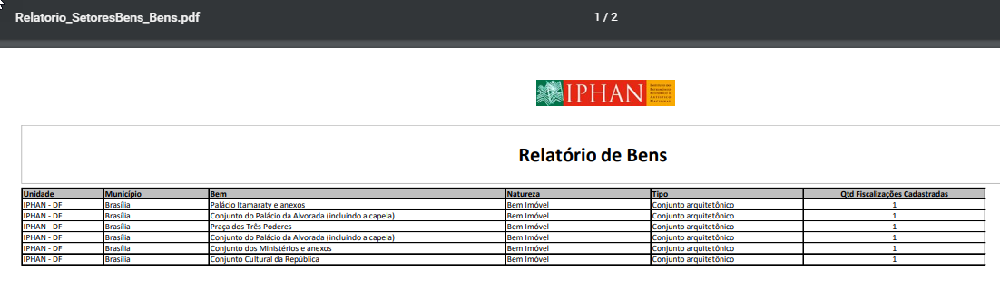 Relatorio_SetoresBens_Bens.pdf 1 / 2
IPHAN
Relatório de Bens
Unidade Município Bem Natureza Tipo Qtd Fiscalizações Cadastradas
IPHAN - DF Brasília Palácio Itamaraty e anexos Bem Imóvel Conjunto arquitetônico 1
IPHAN - DF Brasília Conjunto do Palácio da Alvorada (incluindo a capela) Bem Imóvel Conjunto arquitetônico 1
IPHAN - DF Brasília Praça dos Três Poderes Bem Imóvel Conjunto arquitetônico 1
IPHAN - DF Brasília Conjunto do Palácio da Alvorada (incluindo a capela) Bem Imóvel Conjunto arquitetônico 1
IPHAN - DF Brasília Conjunto dos Ministérios e anexos Bem Imóvel Conjunto arquitetônico 1
IPHAN - DF Brasília Conjunto Cultural da República Bem Imóvel Conjunto arquitetônico 1